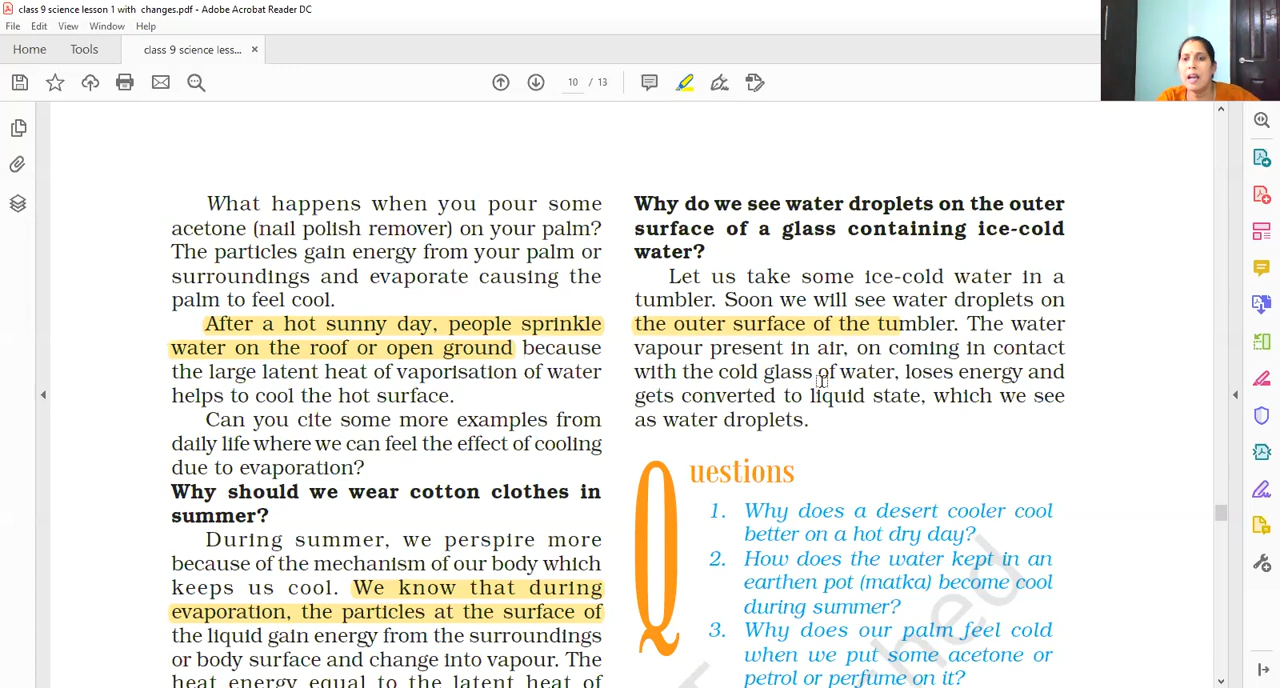 class 9 science lesson 1 with changes.pdf - Adobe Acrobat Reader DC
File Edit View Window Help
Home Tools class 9 science less... ×
10 / 13
What happens when you pour some
acetone (nail polish remover) on your palm?
The particles gain energy from your palm or
surroundings and evaporate causing the
palm to feel cool.
After a hot sunny day, people sprinkle
water on the roof or open ground because
the large latent heat of vaporisation of water
helps to cool the hot surface.
Can you cite some more examples from
daily life where we can feel the effect of cooling
due to evaporation?
Why should we wear cotton clothes in
summer?
During summer, we perspire more
because of the mechanism of our body which
keeps us cool. We know that during
evaporation, the particles at the surface of
the liquid gain energy from the surroundings
or body surface and change into vapour. The
heat energy equal to the latent heat of
Why do we see water droplets on the outer
surface of a glass containing ice-cold
water?
Let us take some ice-cold water in a
tumbler. Soon we will see water droplets on
the outer surface of the tumbler. The water
vapour present in air, on coming in contact
with the cold glass of water, loses energy and
gets converted to liquid state, which we see
as water droplets.
Questions
1. Why does a desert cooler cool
better on a hot dry day?
2. How does the water kept in an
earthen pot (matka) become cool
during summer?
3. Why does our palm feel cold
when we put some acetone or
petrol or perfume on it?